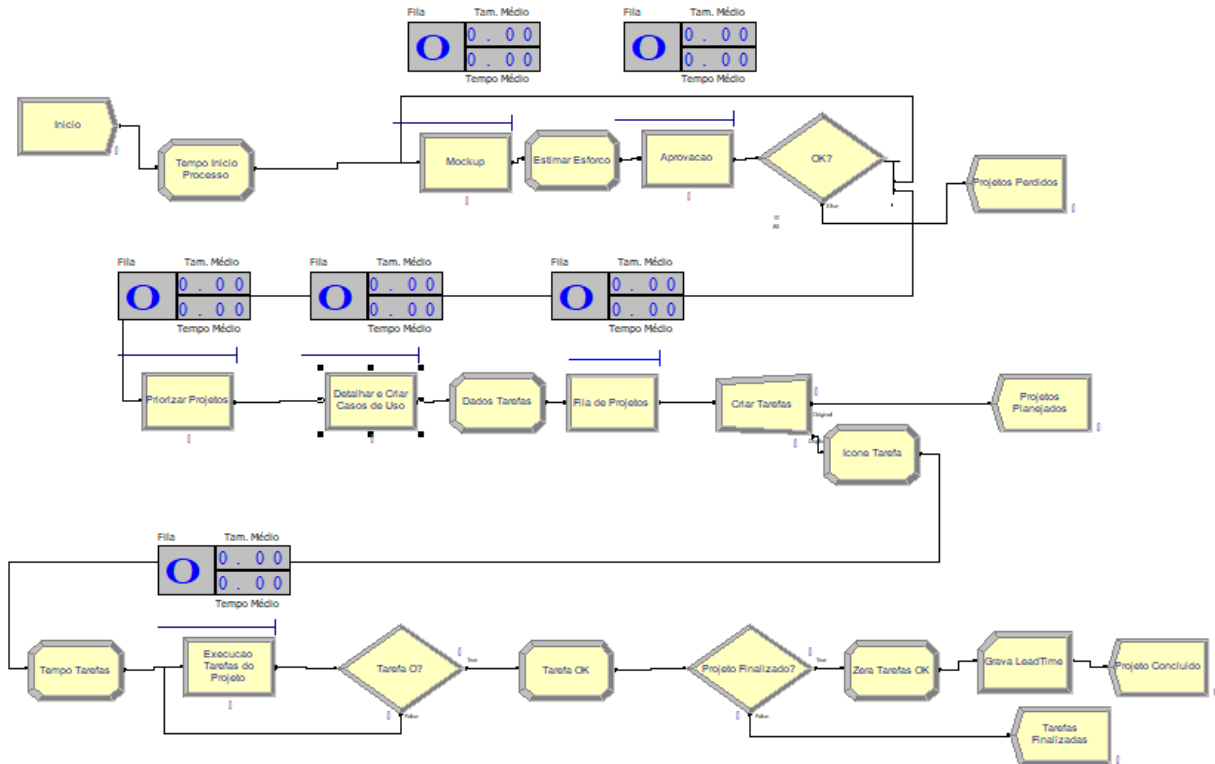 Fila
Tam. Médio
Fila
Tam. Médio
O
0.00
0.00
O
0.00
0.00
Tempo Médio
Tempo Médio
Inicio
Tempo Inicio
Processo
Mockup
Estimar Esforco
Aprovacao
OK?
Else
Projetos Perdidos
Fila
Tam. Médio
Fila
Tam. Médio
Fila
Tam. Médio
O
0.00
0.00
O
0.00
0.00
O
0.00
0.00
Tempo Médio
Tempo Médio
Tempo Médio
Priorizar Projetos
Detalhar e Criar
Casos de Uso
Dados Tarefas
Fila de Projetos
Criar Tarefas
Original
Projetos
Planejados
Icone Tarefa
Fila
Tam. Médio
O
0.00
0.00
Tempo Médio
Tempo Tarefas
Execucao
Tarefas do
Projeto
Tarefa O?
True
False
Tarefa OK
Projeto Finalizado?
True
False
Zera Tarefas OK
Grava LeadTime
Projeto Concluido
Tarefas
Finalizadas